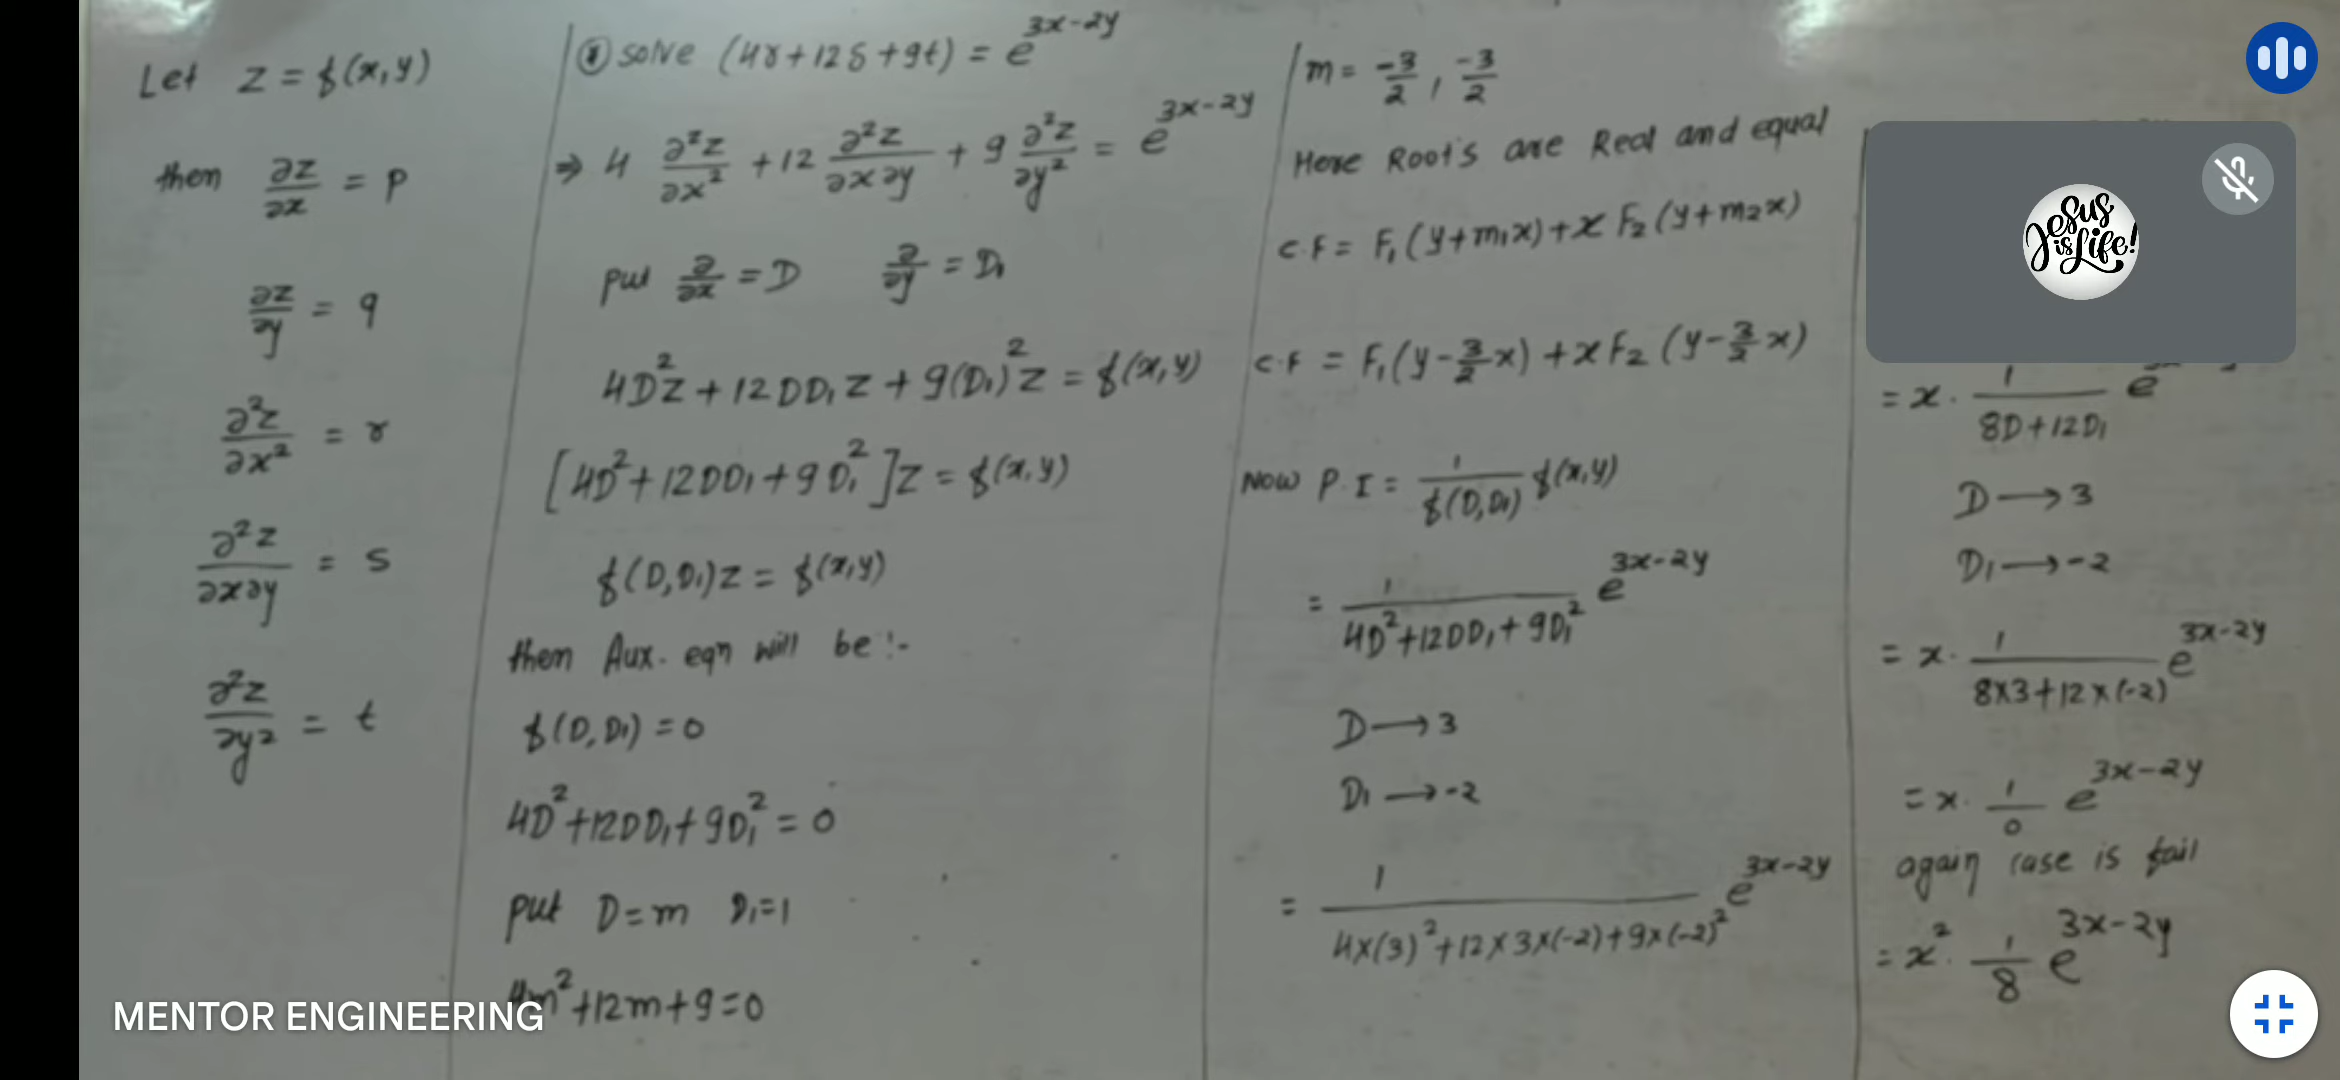 Let z = f(x,y)
then ∂z/∂x = p
∂z/∂y = q
∂²z/∂x² = r
∂²z/∂x∂y = s
∂²z/∂y² = t
solve (4r+12s+9t) = e^{3x-2y}
⇒ 4 ∂²z/∂x² + 12 ∂²z/∂x∂y + 9 ∂²z/∂y² = e^{3x-2y}
put ∂/∂x = D ∂/∂y = D₁
4D²z + 12DD₁z + 9(D₁)²z = f(x,y)
[4D²+12DD₁+9D₁²]z = f(x,y)
f(D,D₁)z = f(x,y)
then Aux. eqn will be :-
f(D,D₁) = 0
4D²+12DD₁+9D₁² = 0
put D=m D₁=1
4m²+12m+9=0
m = -3/2, -3/2
Here Roots are Real and equal
C.F = F₁(y+m₁x)+x F₂(y+m₂x)
C.F = F₁(y-3/2x)+x F₂(y-3/2x)
Now P.I = 1/f(D,D₁) f(x,y)
= 1/(4D²+12DD₁+9D₁²) e^{3x-2y}
D → 3
D₁ → -2
= 1/(4×(3)²+12×3×(-2)+9×(-2)²) e^{3x-2y}
= x. 1/(8D+12D₁) e
D → 3
D₁ → -2
= x. 1/(8×3+12×(-2)) e^{3x-2y}
= x. 1/0 e^{3x-2y}
again case is fail
= x². 1/8 e^{3x-2y}
Jesus
is Life!
MENTOR ENGINEERING